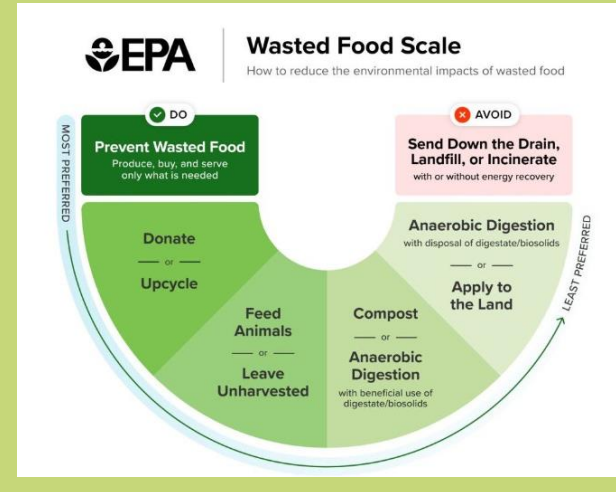 EPA
Wasted Food Scale
How to reduce the environmental impacts of wasted food
DO
Prevent Wasted Food
Produce, buy, and serve
only what is needed
AVOID
Send Down the Drain,
Landfill, or Incinerate
with or without energy recovery
MOST PREFERRED
Donate
or
Upcycle
Feed
Animals
or
Leave
Unharvested
Compost
or
Anaerobic
Digestion
with beneficial use of
digestate/biosolids
Anaerobic Digestion
with disposal of digestate/biosolids
or
Apply to
the Land
LEAST PREFERRED